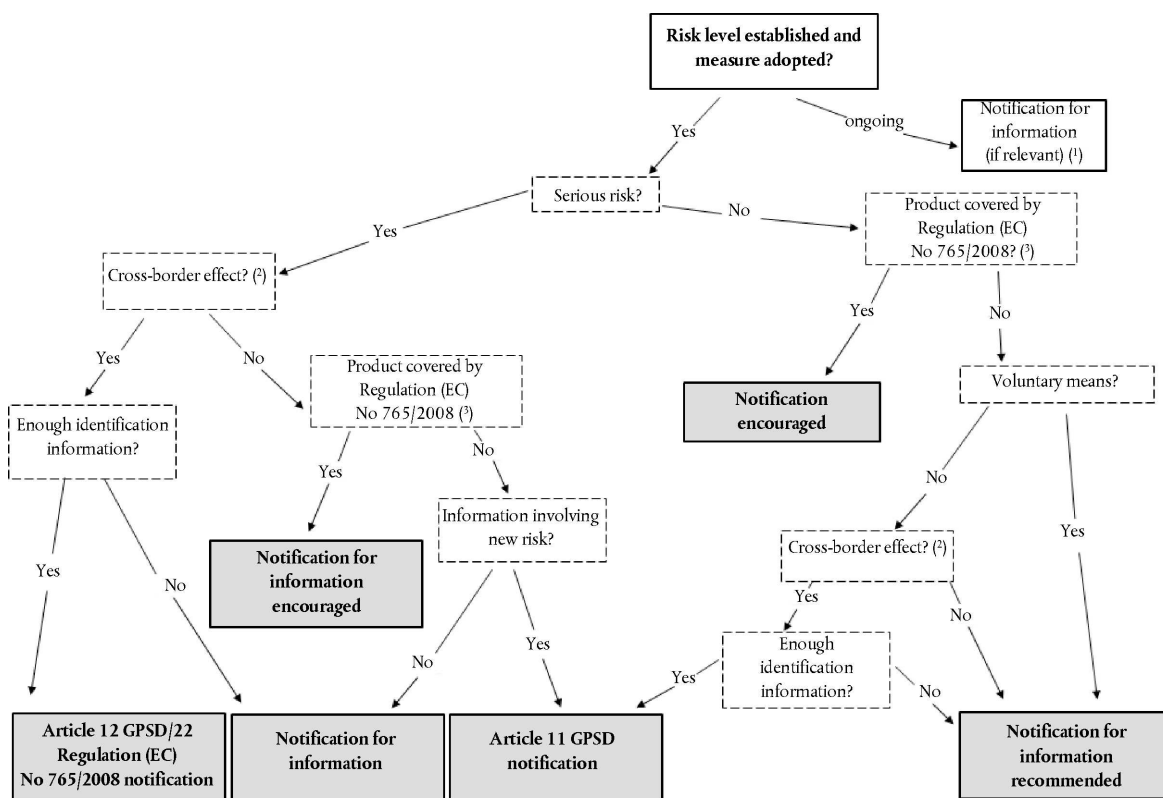 Risk level established and
measure adopted?
Yes
ongoing
Notification for
information
(if relevant) (¹)
Serious risk?
Yes
No
Product covered by
Regulation (EC)
No 765/2008? (³)
Cross-border effect? (²)
Yes
No
Yes
No
Product covered by
Regulation (EC)
No 765/2008 (³)
Notification
encouraged
Voluntary means?
Enough identification
information?
Yes
No
No
Yes
Information involving
new risk?
Cross-border effect? (²)
Yes
No
Notification for
information
encouraged
Yes
No
No
Yes
Enough
identification
information?
Yes
No
Article 12 GPSD/22
Regulation (EC)
No 765/2008 notification
Notification for
information
Article 11 GPSD
notification
Notification for
information
recommended